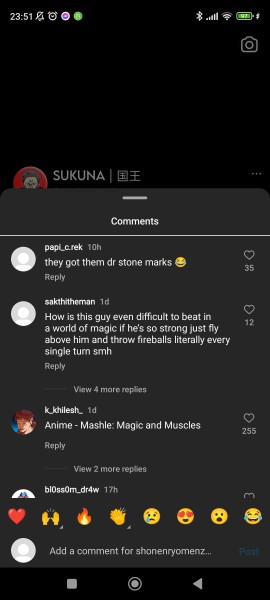 23:51
97
SUKUNA | 国王
Comments
papi_c.rek 10h
they got them dr stone marks 😂
35
Reply
sakthitheman 1d
How is this guy even difficult to beat in
a world of magic if he's so strong just fly
above him and throw fireballs literally every
single turn smh
12
Reply
View 4 more replies
k_khilesh_ 1d
Anime - Mashle: Magic and Muscles
255
Reply
View 2 more replies
bl0ss0m_dr4w 17h
❤️ 🙌 🔥 👏 😢 😍 😮 😂
Add a comment for shonenryomenz...
Post